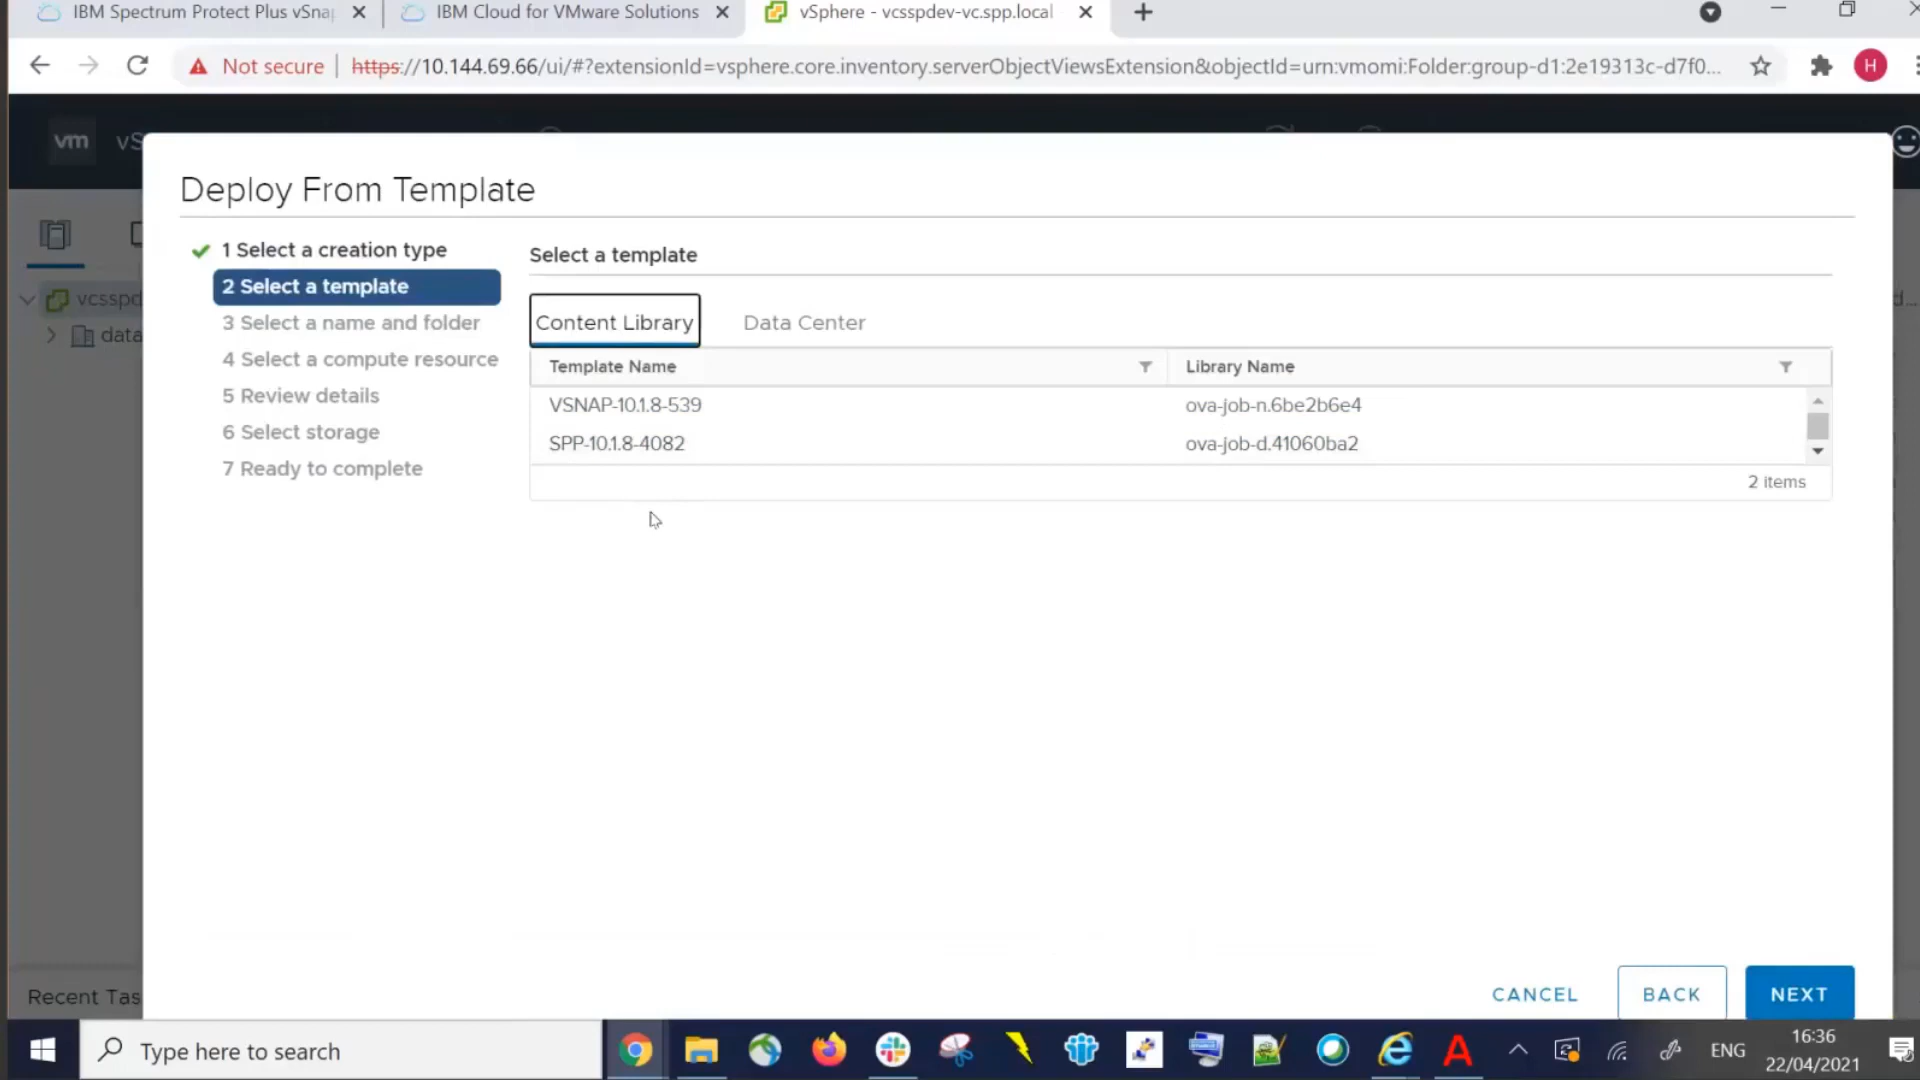 IBM Spectrum Protect Plus vSna
IBM Cloud for VMware Solutions
vSphere - vcsspdev-vc.spp.local
Not secure
https://10.144.69.66/ui/#?extensionId=vsphere.core.inventory.serverObjectViewsExtension&objectId=urn:vmomi:Folder:group-d1:2e19313c-d7f0...
H
vm
vS
Deploy From Template
1 Select a creation type
2 Select a template
3 Select a name and folder
4 Select a compute resource
5 Review details
6 Select storage
7 Ready to complete
vcsspd
data
d...
Select a template
Content Library
Data Center
Template Name
Library Name
VSNAP-10.1.8-539
ova-job-n.6be2b6e4
SPP-10.1.8-4082
ova-job-d.41060ba2
2 items
CANCEL
BACK
NEXT
Recent Tas
Type here to search
ENG
16:36
22/04/2021